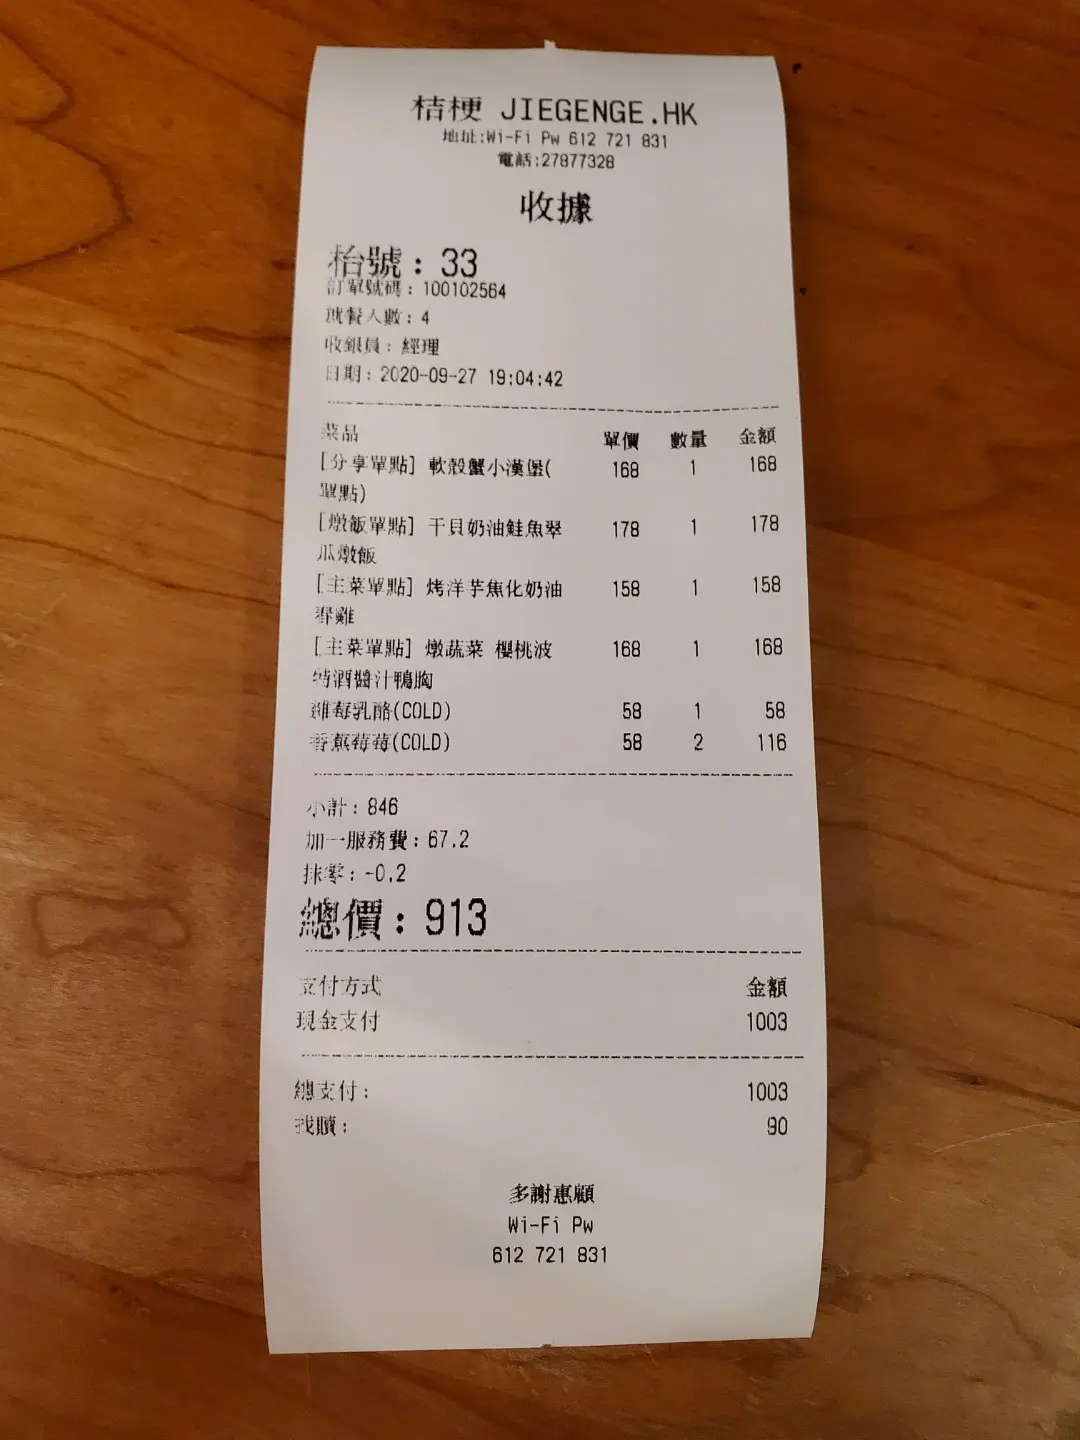 桔梗 JIEGENGE.HK
地址:Wi-Fi Pw 612 721 831
電話:27877328
收據
枱號: 33
訂單號碼: 100102564
就餐人數: 4
收銀員: 經理
日期: 2020-09-27 19:04:42
菜品 單價 數量 金額
[分享單點] 軟殼蟹小漢堡( 168 1 168
單點)
[燉飯單點] 干貝奶油鮭魚翠 178 1 178
瓜燉飯
[主菜單點] 烤洋芋焦化奶油 158 1 158
春雞
[主菜單點] 燉蔬菜 櫻桃波 168 1 168
特酒醬汁鴨胸
雜莓乳酪(COLD) 58 1 58
香蕉莓莓(COLD) 58 2 116
小計: 846
加一服務費: 67.2
抹零: -0.2
總價: 913
支付方式 金額
現金支付 1003
總支付: 1003
找贖: 90
多謝惠顧
Wi-Fi Pw
612 721 831